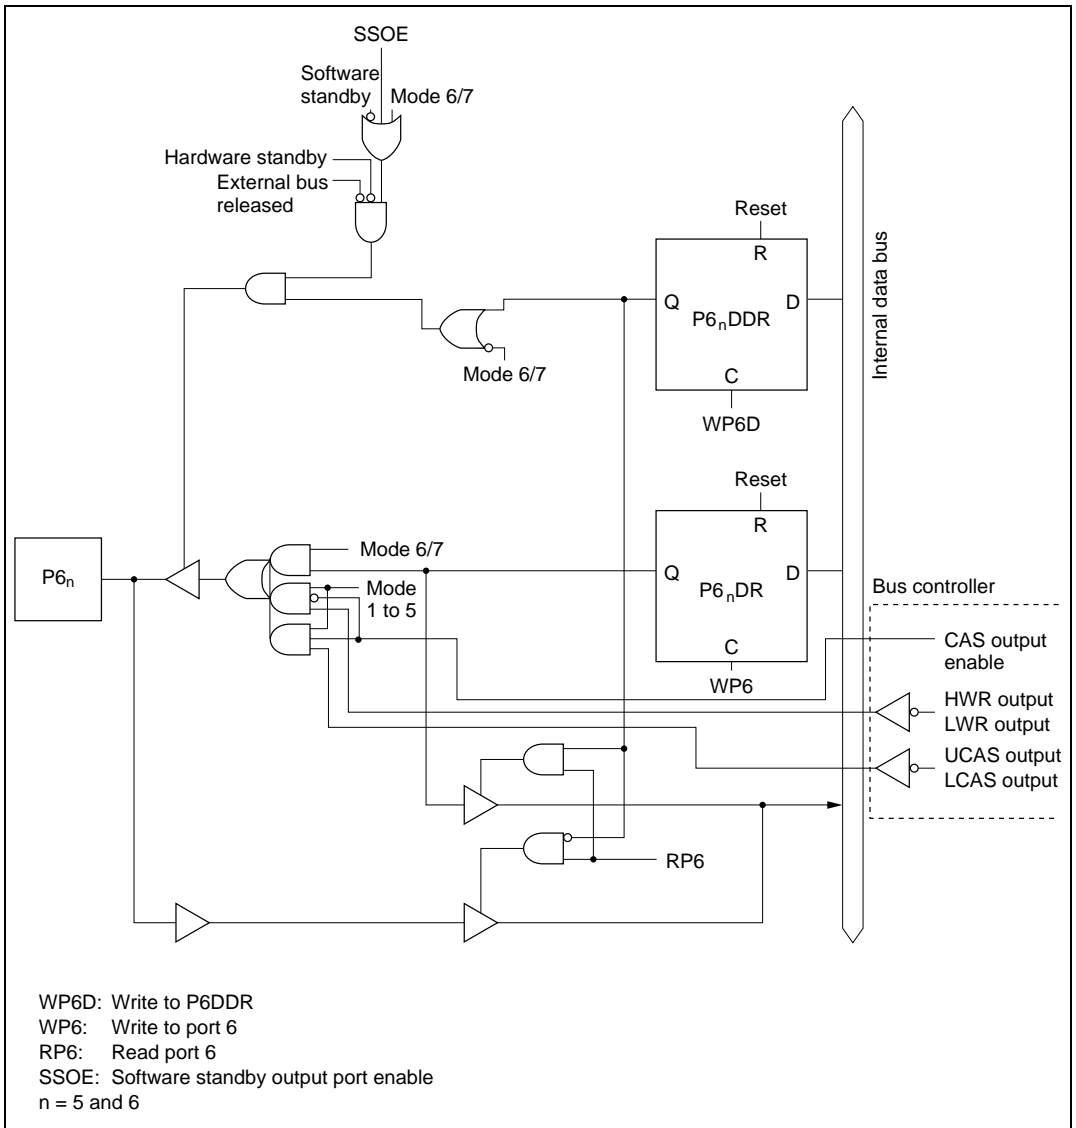 SSOE
Software
standby
Mode 6/7
Hardware standby
External bus
released
Reset
R
Q
D
P6nDDR
C
WP6D
Internal data bus
Mode 6/7
Reset
R
Mode 6/7
Q
D
P6nDR
C
WP6
P6n
Mode
1 to 5
Bus controller
CAS output
enable
HWR output
LWR output
UCAS output
LCAS output
RP6
WP6D: Write to P6DDR
WP6: Write to port 6
RP6: Read port 6
SSOE: Software standby output port enable
n = 5 and 6